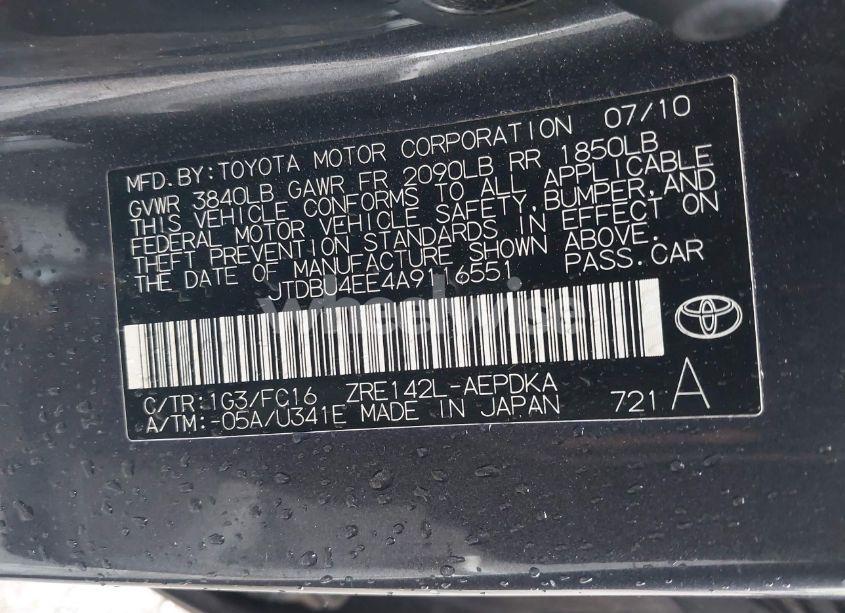 MFD. BY: TOYOTA MOTOR CORPORATION 07/10
GVWR 3840LB GAWR FR 2090LB RR 1850LB
THIS VEHICLE CONFORMS TO ALL APPLICABLE
FEDERAL MOTOR VEHICLE SAFETY, BUMPER, AND
THEFT PREVENTION STANDARDS IN EFFECT ON
THE DATE OF MANUFACTURE SHOWN ABOVE.
JTDBU4EE4A9116551 PASS. CAR
wheelwise
C/TR: 1G3/FC16 ZRE142L-AEPDKA
A/TM: -05A/U341E MADE IN JAPAN 721 A